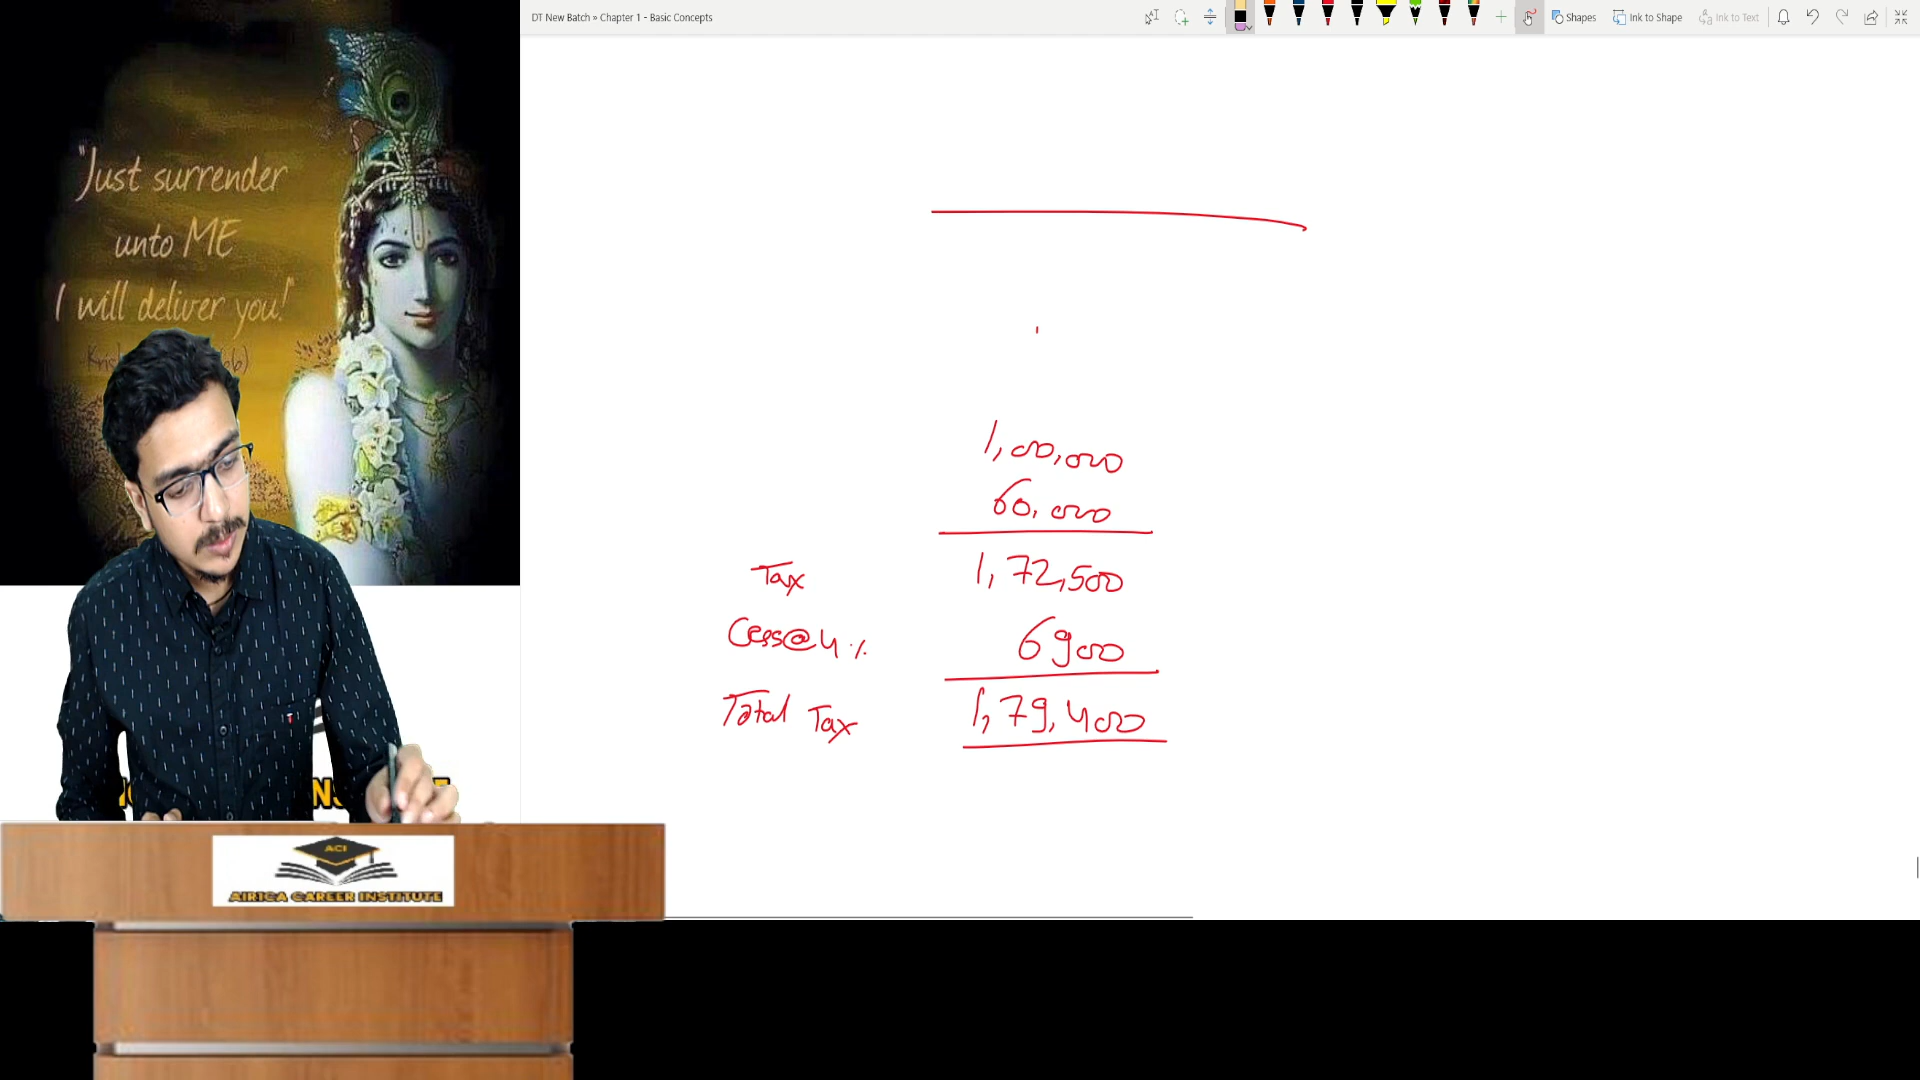 DT New Batch » Chapter 1 - Basic Concepts
Shapes
Ink to Shape
Ink to Text
"Just surrender
unto ME
I will deliver you!"
1,00,000
60,000
Tax 1,72,500
Cess@4% 6900
Total Tax 1,79,400
ACI
AIRICA CAREER INSTITUTE